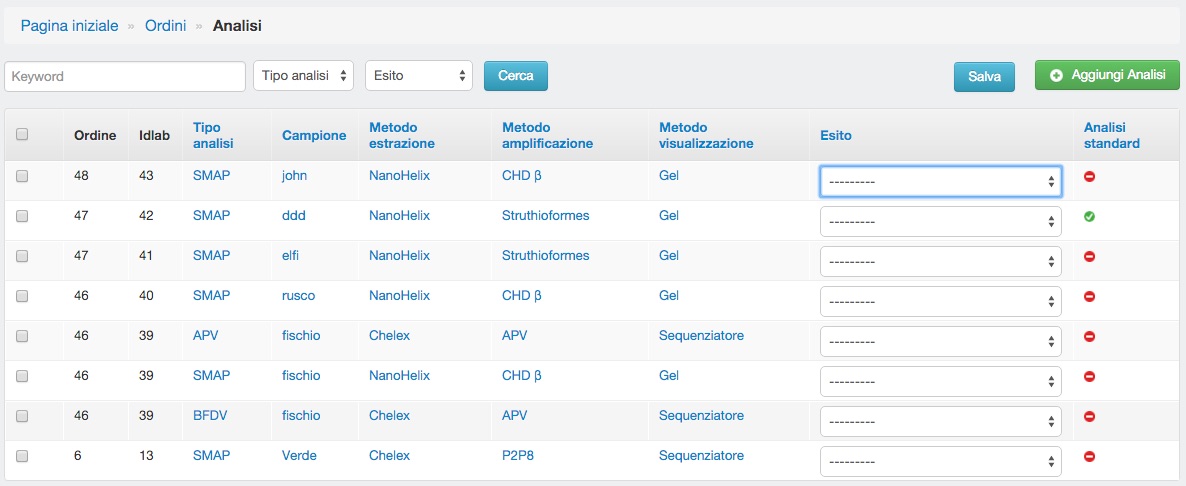 Pagina iniziale » Ordini » Analisi
Keyword Tipo analisi Esito Cerca Salva Aggiungi Analisi
Ordine Idlab Tipo analisi Campione Metodo estrazione Metodo amplificazione Metodo visualizzazione Esito Analisi standard
48 43 SMAP john NanoHelix CHD β Gel ---------
47 42 SMAP ddd NanoHelix Struthioformes Gel ---------
47 41 SMAP elfi NanoHelix Struthioformes Gel ---------
46 40 SMAP rusco NanoHelix CHD β Gel ---------
46 39 APV fischio Chelex APV Sequenziatore ---------
46 39 SMAP fischio NanoHelix CHD β Gel ---------
46 39 BFDV fischio Chelex APV Sequenziatore ---------
6 13 SMAP Verde Chelex P2P8 Sequenziatore ---------